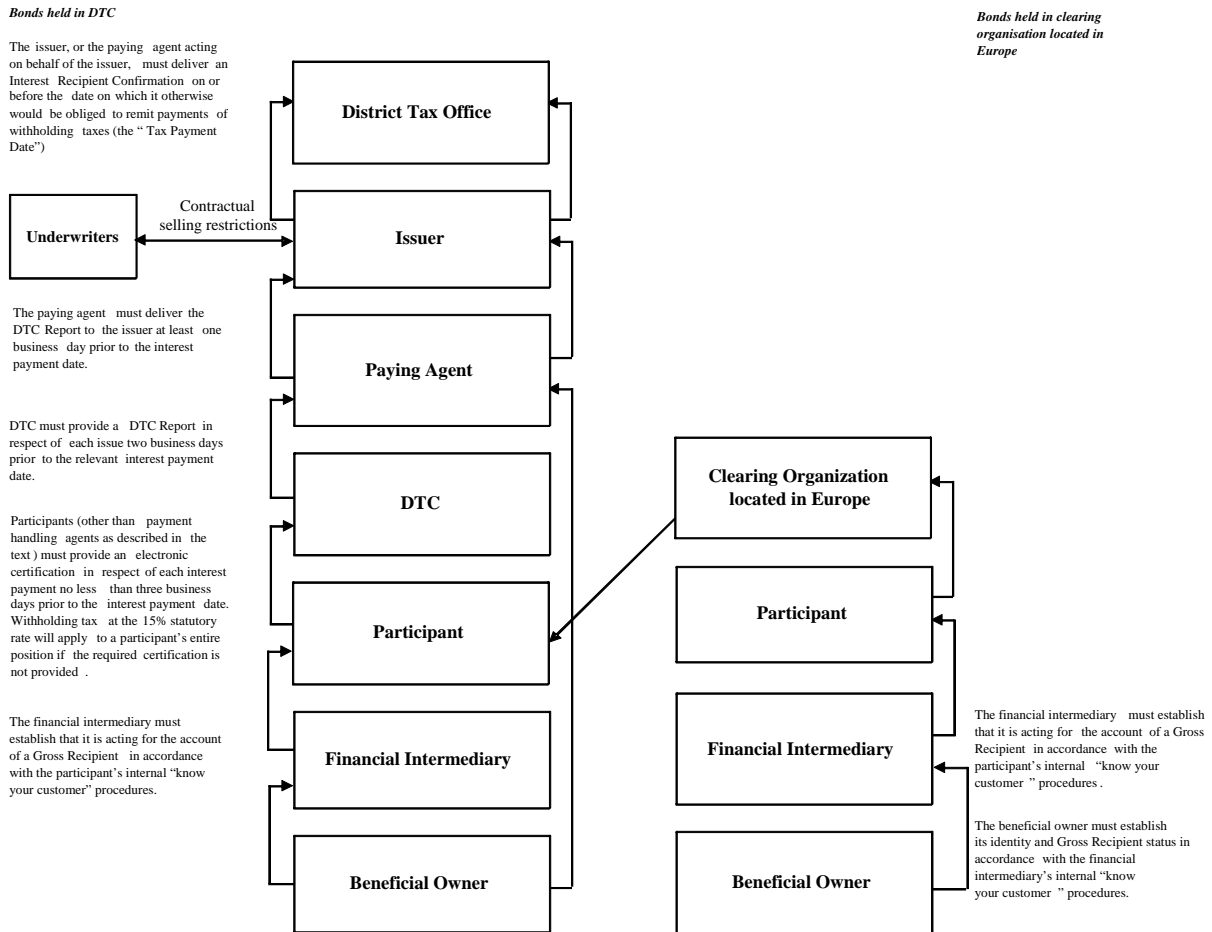 Bonds held in DTC
The issuer, or the paying agent acting
on behalf of the issuer, must deliver an
Interest Recipient Confirmation on or
before the date on which it otherwise
would be obliged to remit payments of
withholding taxes (the “ Tax Payment
Date”)
Bonds held in clearing
organisation located in
Europe
District Tax Office
Underwriters
Contractual
selling restrictions
Issuer
The paying agent must deliver the
DTC Report to the issuer at least one
business day prior to the interest
payment date.
Paying Agent
DTC must provide a DTC Report in
respect of each issue two business days
prior to the relevant interest payment
date.
DTC
Clearing Organization
located in Europe
Participants (other than payment
handling agents as described in the
text ) must provide an electronic
certification in respect of each interest
payment no less than three business
days prior to the interest payment date.
Withholding tax at the 15% statutory
rate will apply to a participant’s entire
position if the required certification is
not provided .
Participant
Participant
The financial intermediary must
establish that it is acting for the account
of a Gross Recipient in accordance
with the participant’s internal “know
your customer” procedures.
Financial Intermediary
Financial Intermediary
The financial intermediary must establish
that it is acting for the account of a Gross
Recipient in accordance with the
participant’s internal “know your
customer ” procedures .
Beneficial Owner
Beneficial Owner
The beneficial owner must establish
its identity and Gross Recipient status in
accordance with the financial
intermediary’s internal “know
your customer ” procedures.